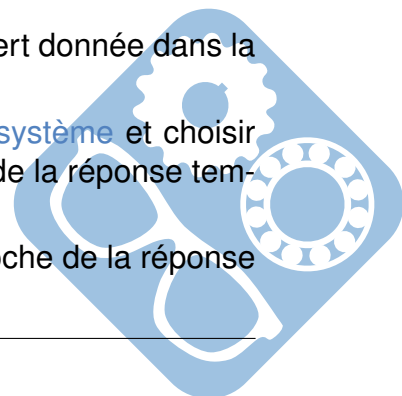 ert donnée dans la
système et choisir
de la réponse tem-
oche de la réponse